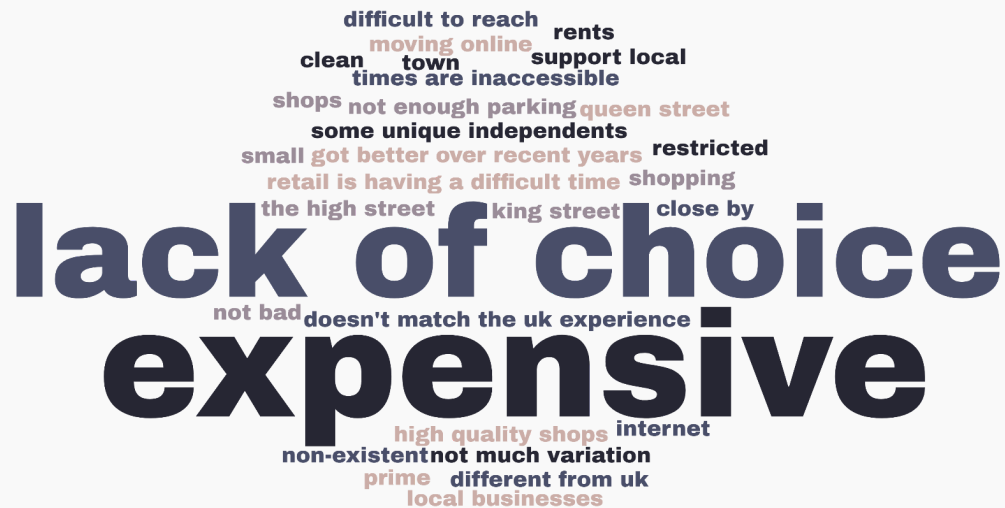 difficult to reach
rents
moving online
support local
clean
town
times are inaccessible
shops
not enough parking
queen street
some unique independents
restricted
small
got better over recent years
retail is having a difficult time
shopping
the high street
king street
close by
lack of choice
not bad
doesn't match the uk experience
expensive
high quality shops
internet
non-existent
not much variation
prime
different from uk
local businesses